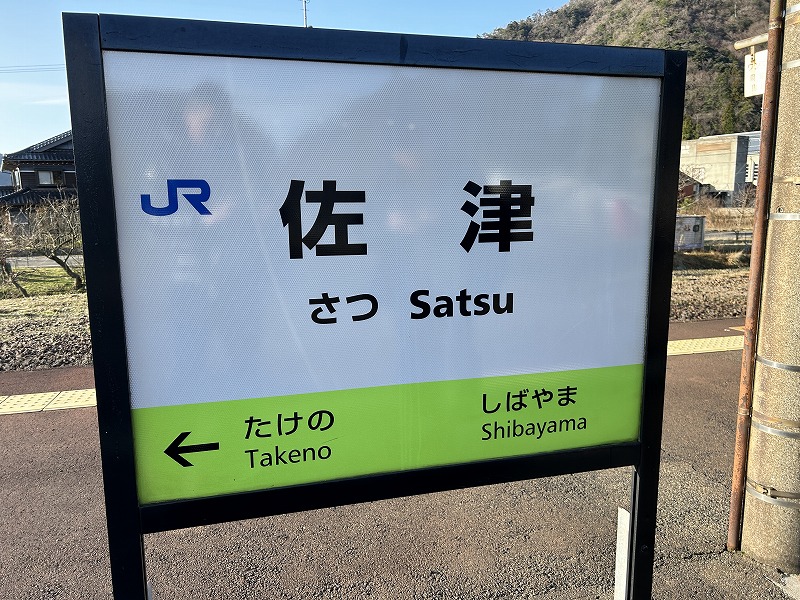 JR 佐津
さつ Satsu
← たけの しばやま
Takeno Shibayama